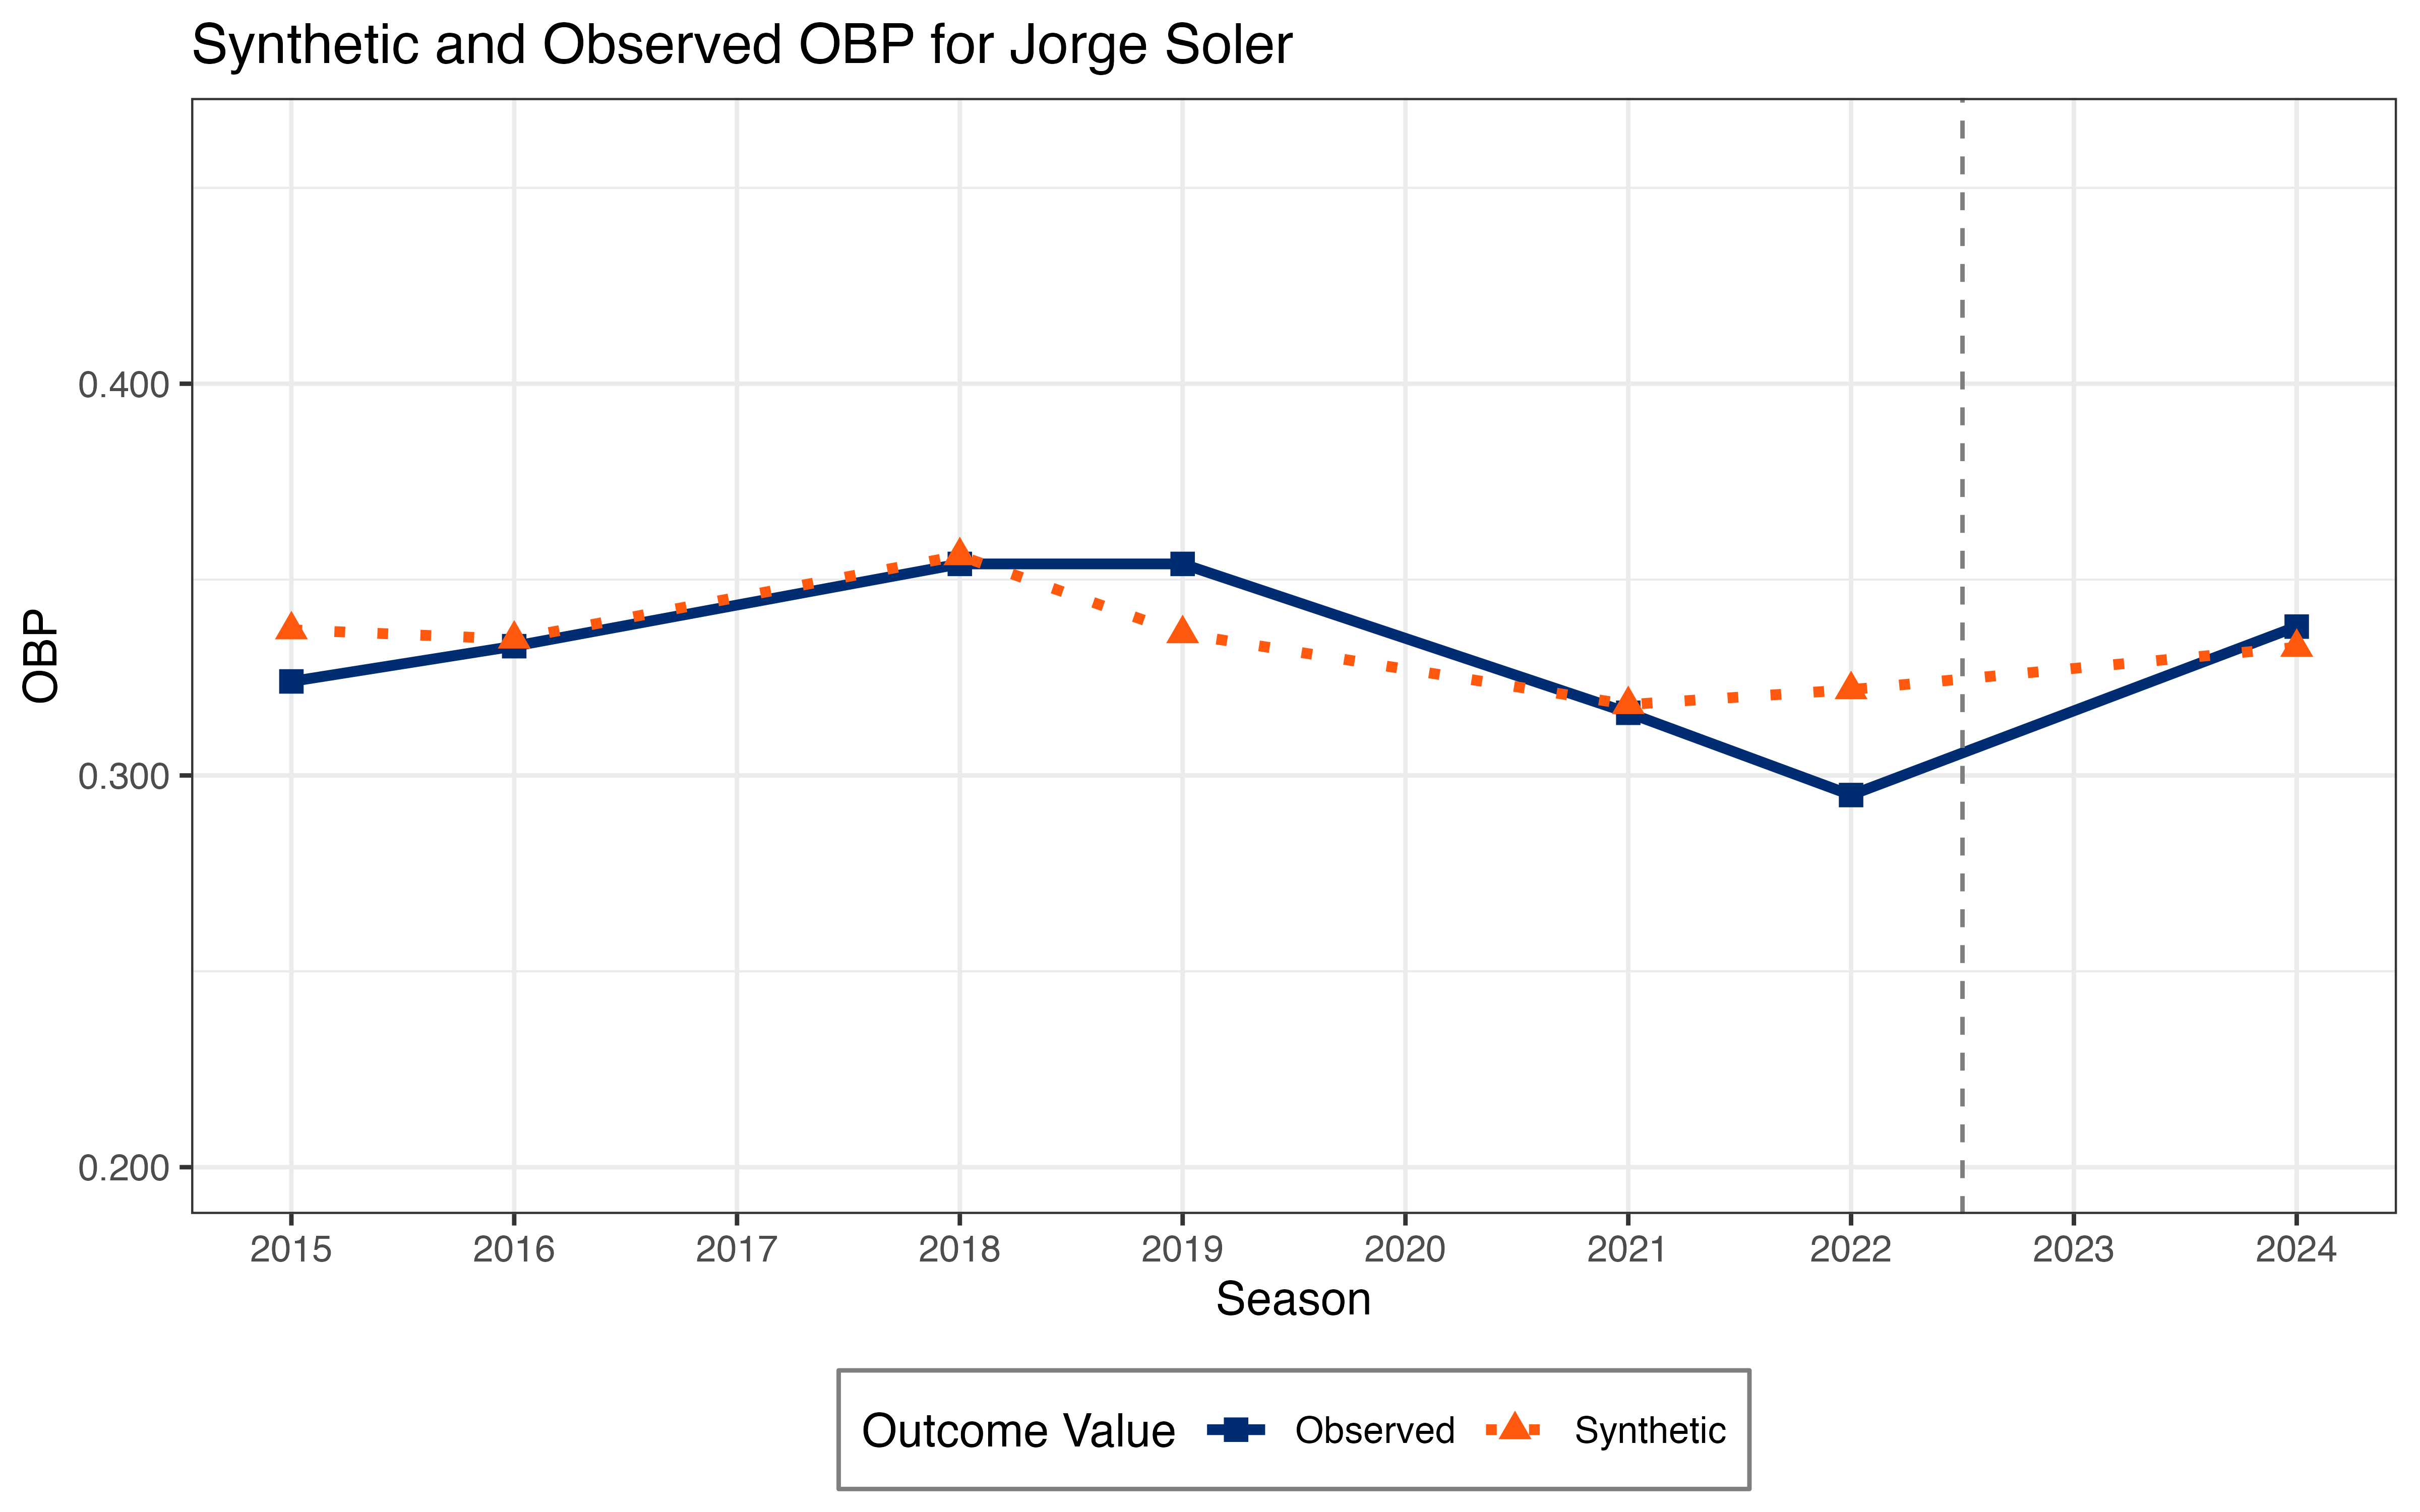 Synthetic and Observed OBP for Jorge Soler
OBP
0.400
0.300
0.200
2015 2016 2017 2018 2019 2020 2021 2022 2023 2024
Season
Outcome Value Observed Synthetic